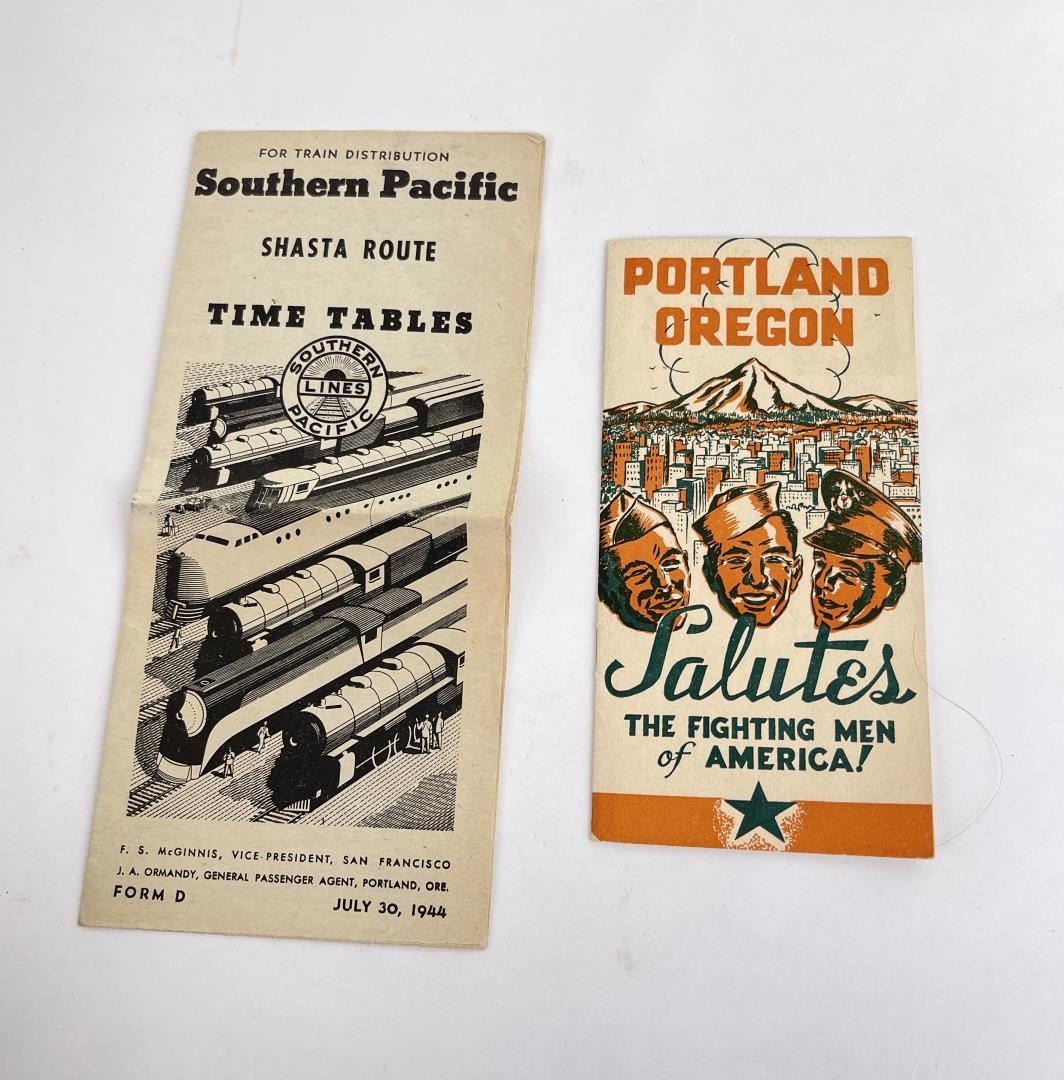 FOR TRAIN DISTRIBUTION
Southern Pacific
SHASTA ROUTE
TIME TABLES
SOUTHERN
LINES
PACIFIC
F. S. McGINNIS, VICE-PRESIDENT, SAN FRANCISCO
J. A. ORMANDY, GENERAL PASSENGER AGENT, PORTLAND, ORE.
FORM D
JULY 30, 1944
PORTLAND
OREGON
Salutes
THE FIGHTING MEN
of AMERICA!